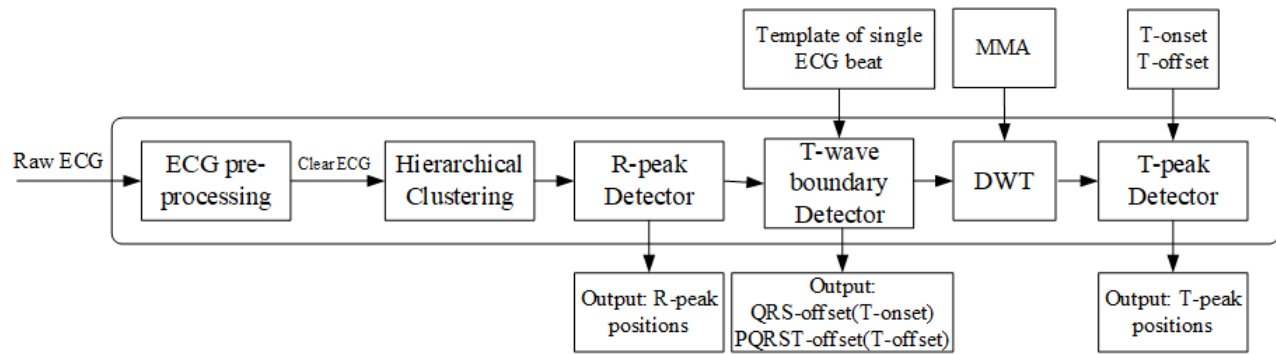 Template of single
ECG beat
MMA
T-onset
T-offset
Raw ECG
ECG pre-
processing
Clear ECG
Hierarchical
Clustering
R-peak
Detector
T-wave
boundary
Detector
DWT
T-peak
Detector
Output: R-peak
positions
Output:
QRS-offset(T-onset)
PQRST-offset(T-offset)
Output: T-peak
positions